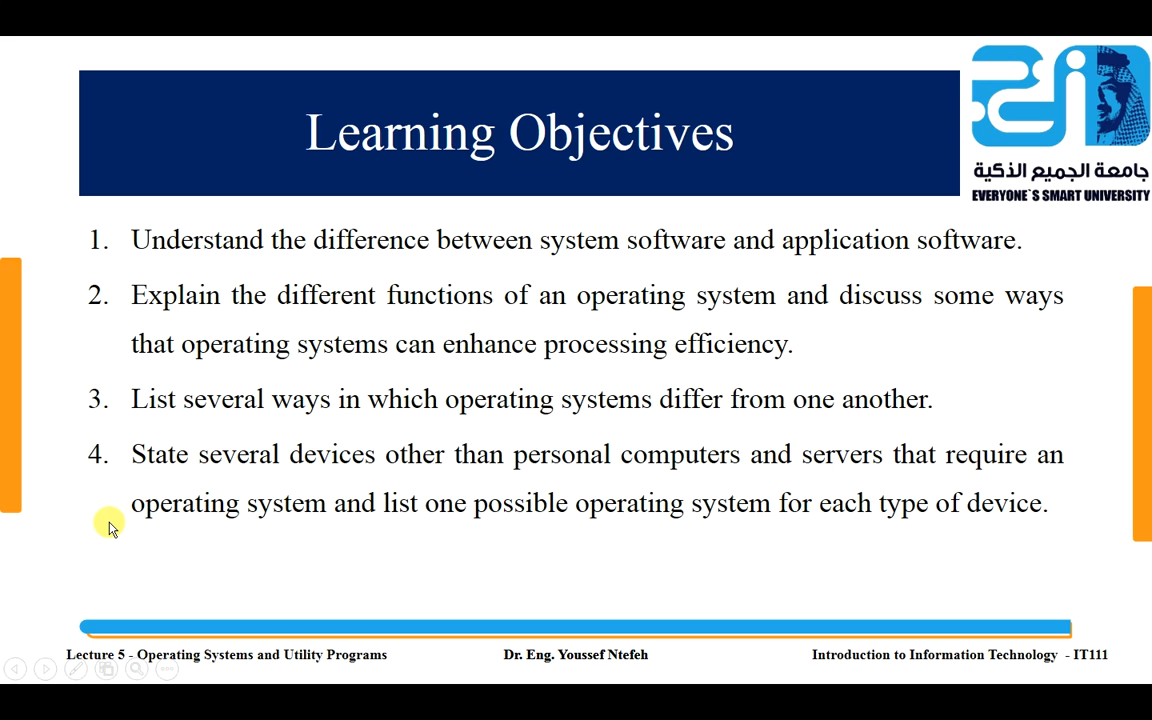 Learning Objectives
جامعة الجميع الذكية
EVERYONE`S SMART UNIVERSITY
1. Understand the difference between system software and application software.
2. Explain the different functions of an operating system and discuss some ways
that operating systems can enhance processing efficiency.
3. List several ways in which operating systems differ from one another.
4. State several devices other than personal computers and servers that require an
operating system and list one possible operating system for each type of device.
Lecture 5 - Operating Systems and Utility Programs
Dr. Eng. Youssef Ntefeh
Introduction to Information Technology - IT111